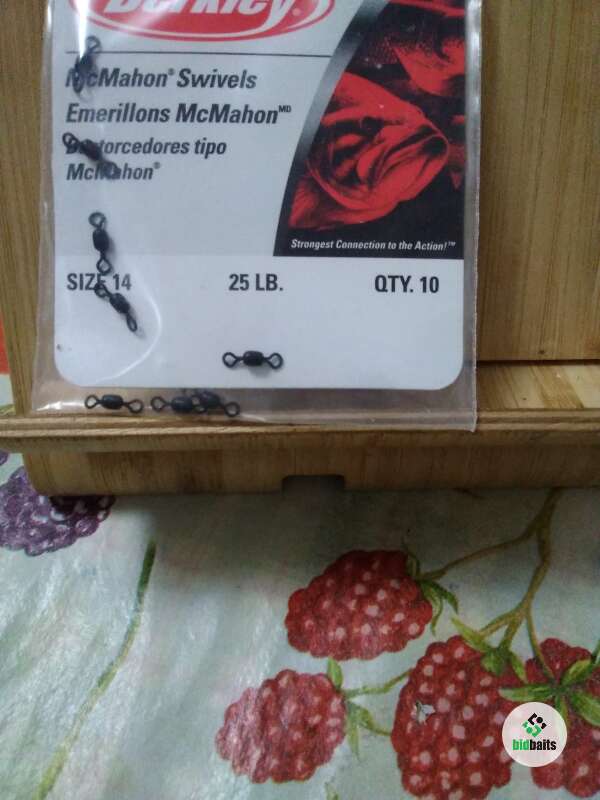 Berkley®
McMahon® Swivels
Emerillons McMahon MD
Destorcedores tipo
McMahon®
Strongest Connection to the Action!™
SIZE 14 25 LB. QTY. 10
bidbaits